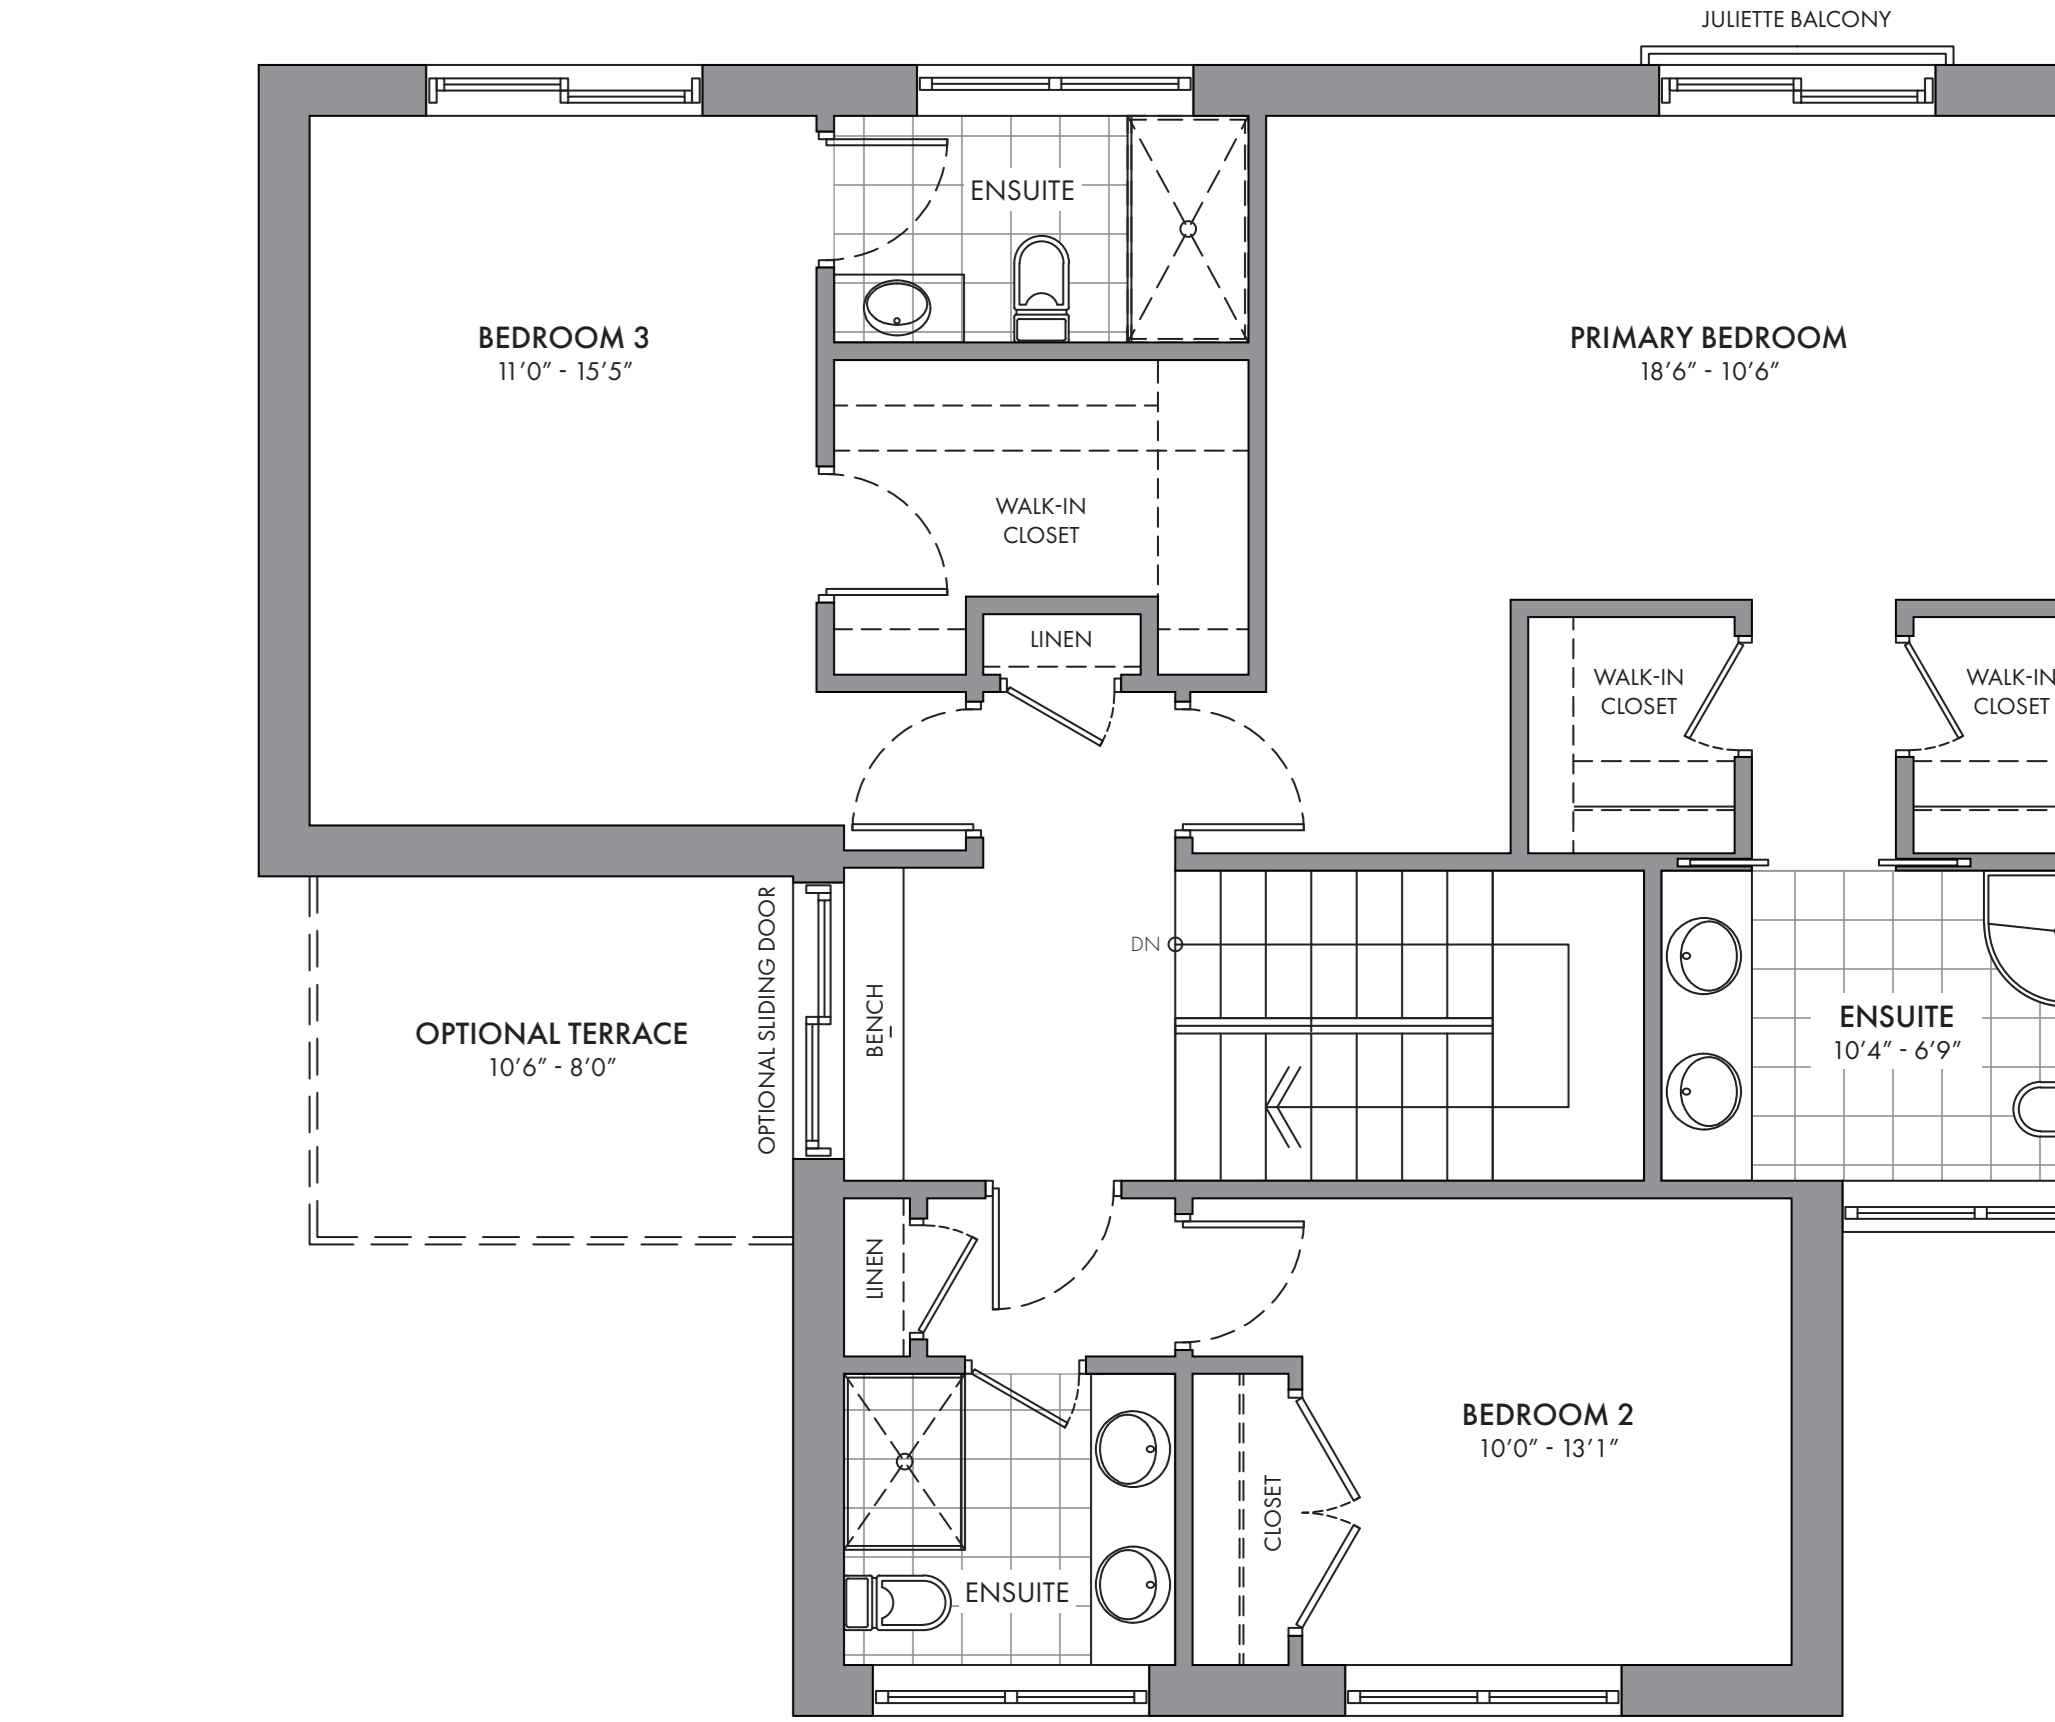 JULIETTE BALCONY
ENSUITE
BEDROOM 3
11’0” - 15’5”
PRIMARY BEDROOM
18’6” - 10’6”
WALK-IN
CLOSET
LINEN
WALK-IN
CLOSET
WALK-IN
CLOSET
OPTIONAL SLIDING DOOR
DN
BENCH
OPTIONAL TERRACE
10’6” - 8’0”
ENSUITE
10’4” - 6’9”
LINEN
BEDROOM 2
10’0” - 13’1”
CLOSET
ENSUITE